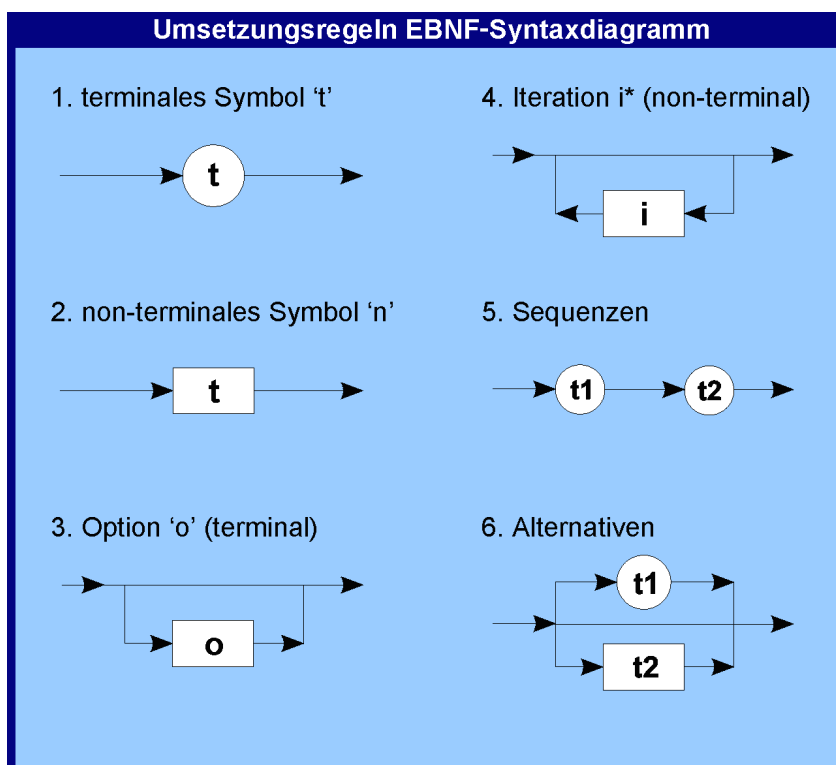 Umsetzungsregeln EBNF-Syntaxdiagramm
1. terminales Symbol ‘t’
t
2. non-terminales Symbol ‘n’
t
3. Option ‘o’ (terminal)
o
4. Iteration i* (non-terminal)
i
5. Sequenzen
t1 t2
6. Alternativen
t1
t2